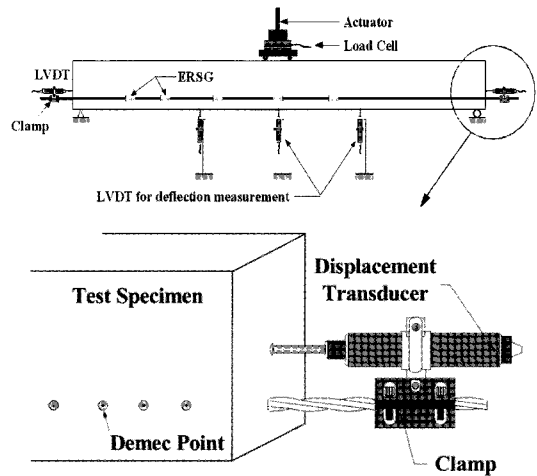 Actuator
Load Cell
LVDT
ERSG
Clamp
LVDT for deflection measurement
Test Specimen
Displacement
Transducer
Demec Point
Clamp